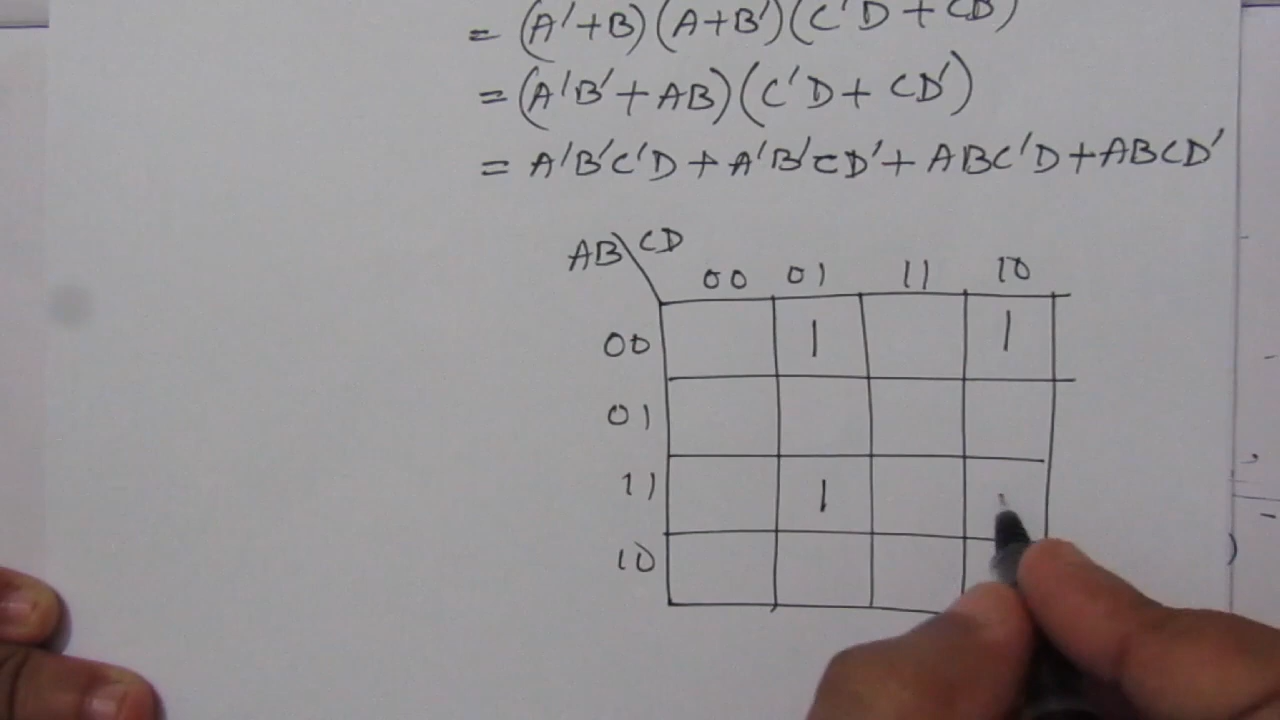 = (A'+B)(A+B')(C'D + CD')
= (A'B' + AB)(C'D + CD')
= A'B'C'D + A'B'CD' + ABC'D + ABCD'
AB\CD
00 01 11 10
00 1 1
01
11 1
10